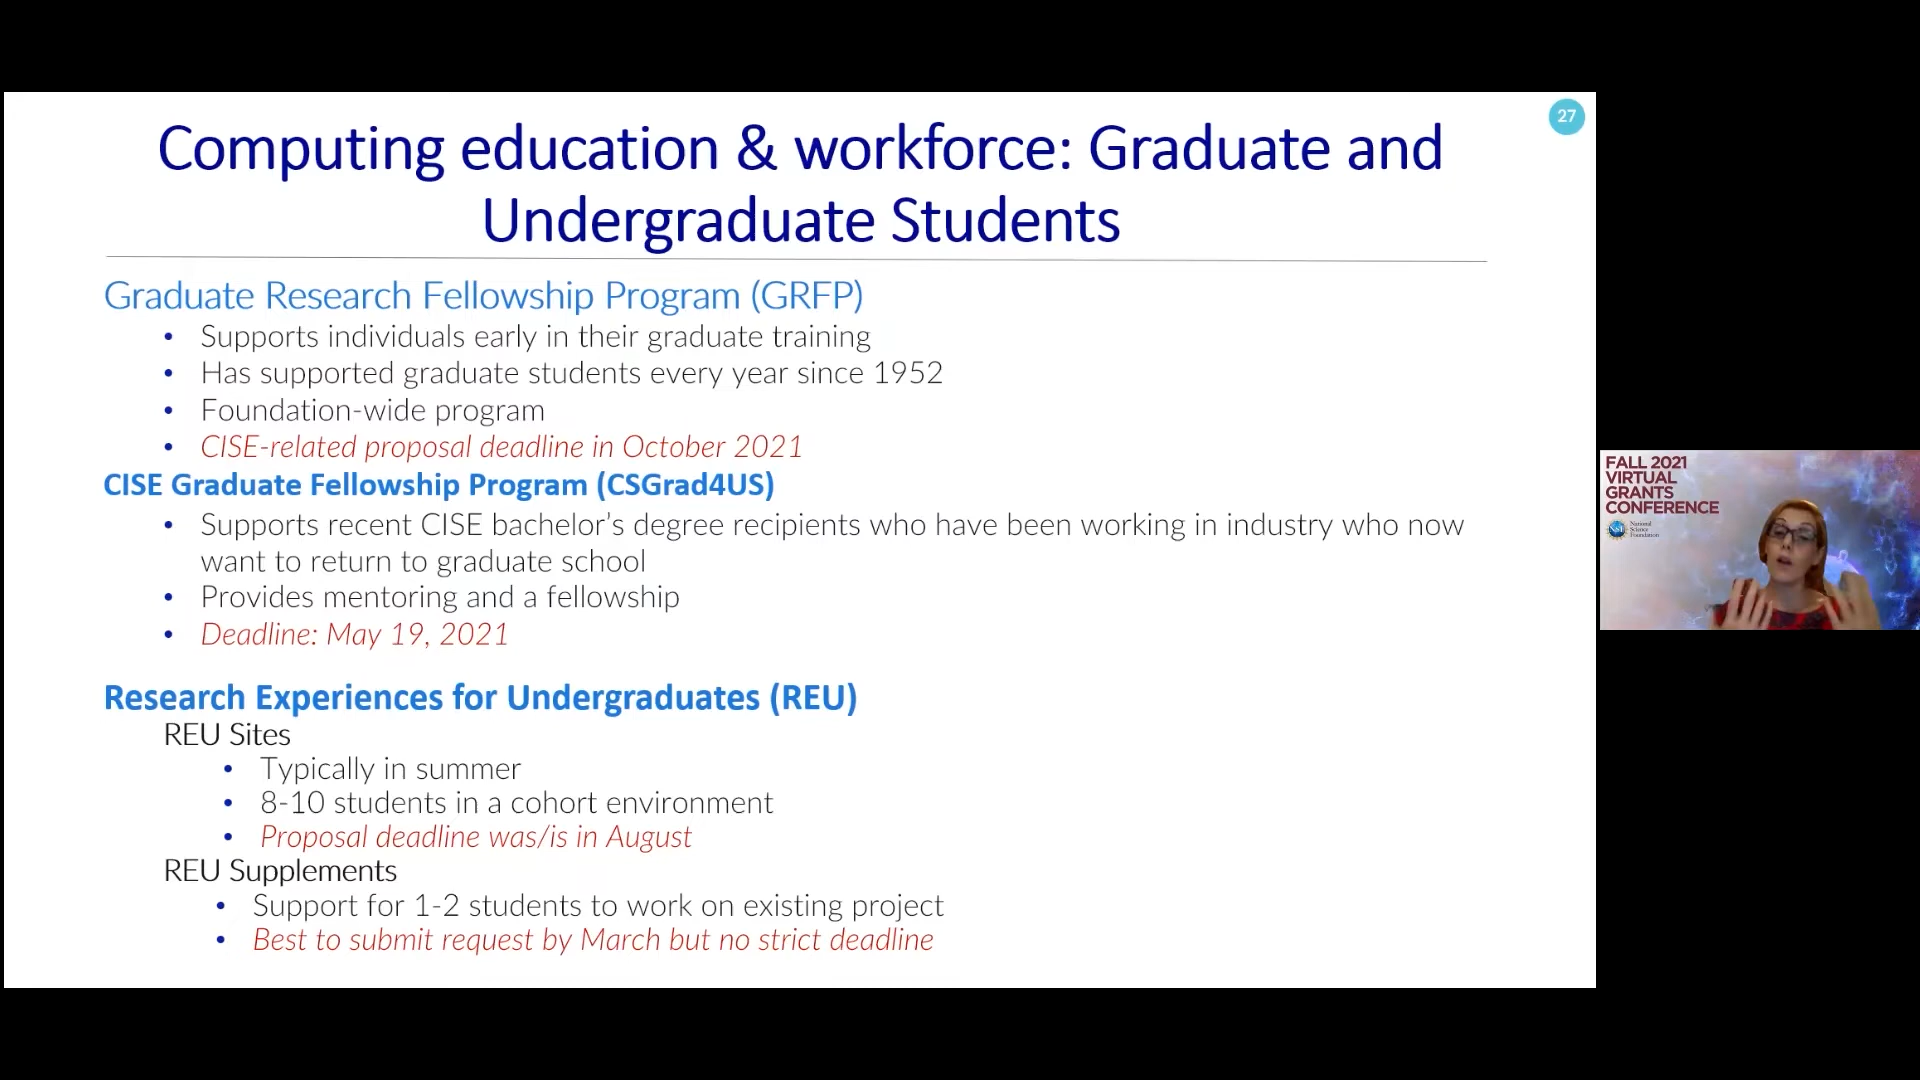 27
Computing education & workforce: Graduate and
Undergraduate Students
Graduate Research Fellowship Program (GRFP)
• Supports individuals early in their graduate training
• Has supported graduate students every year since 1952
• Foundation-wide program
• CISE-related proposal deadline in October 2021
CISE Graduate Fellowship Program (CSGrad4US)
• Supports recent CISE bachelor’s degree recipients who have been working in industry who now
want to return to graduate school
• Provides mentoring and a fellowship
• Deadline: May 19, 2021
Research Experiences for Undergraduates (REU)
REU Sites
• Typically in summer
• 8-10 students in a cohort environment
• Proposal deadline was/is in August
REU Supplements
• Support for 1-2 students to work on existing project
• Best to submit request by March but no strict deadline
FALL 2021
VIRTUAL
GRANTS
CONFERENCE
NSF
National
Science
Foundation